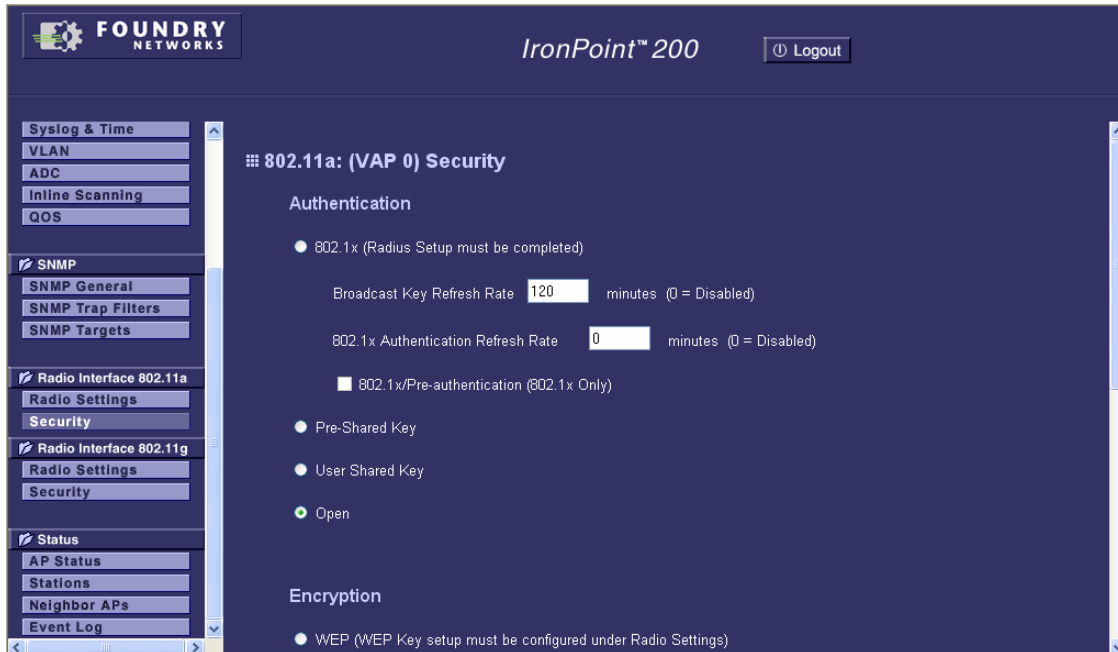 FOUNDRY
NETWORKS
IronPoint™ 200
Logout
Syslog & Time
VLAN
ADC
Inline Scanning
QOS
SNMP
SNMP General
SNMP Trap Filters
SNMP Targets
Radio Interface 802.11a
Radio Settings
Security
Radio Interface 802.11g
Radio Settings
Security
Status
AP Status
Stations
Neighbor APs
Event Log
802.11a: (VAP 0) Security
Authentication
802.1x (Radius Setup must be completed)
Broadcast Key Refresh Rate 120 minutes (0 = Disabled)
802.1x Authentication Refresh Rate 0 minutes (0 = Disabled)
802.1x/Pre-authentication (802.1x Only)
Pre-Shared Key
User Shared Key
Open
Encryption
WEP (WEP Key setup must be configured under Radio Settings)